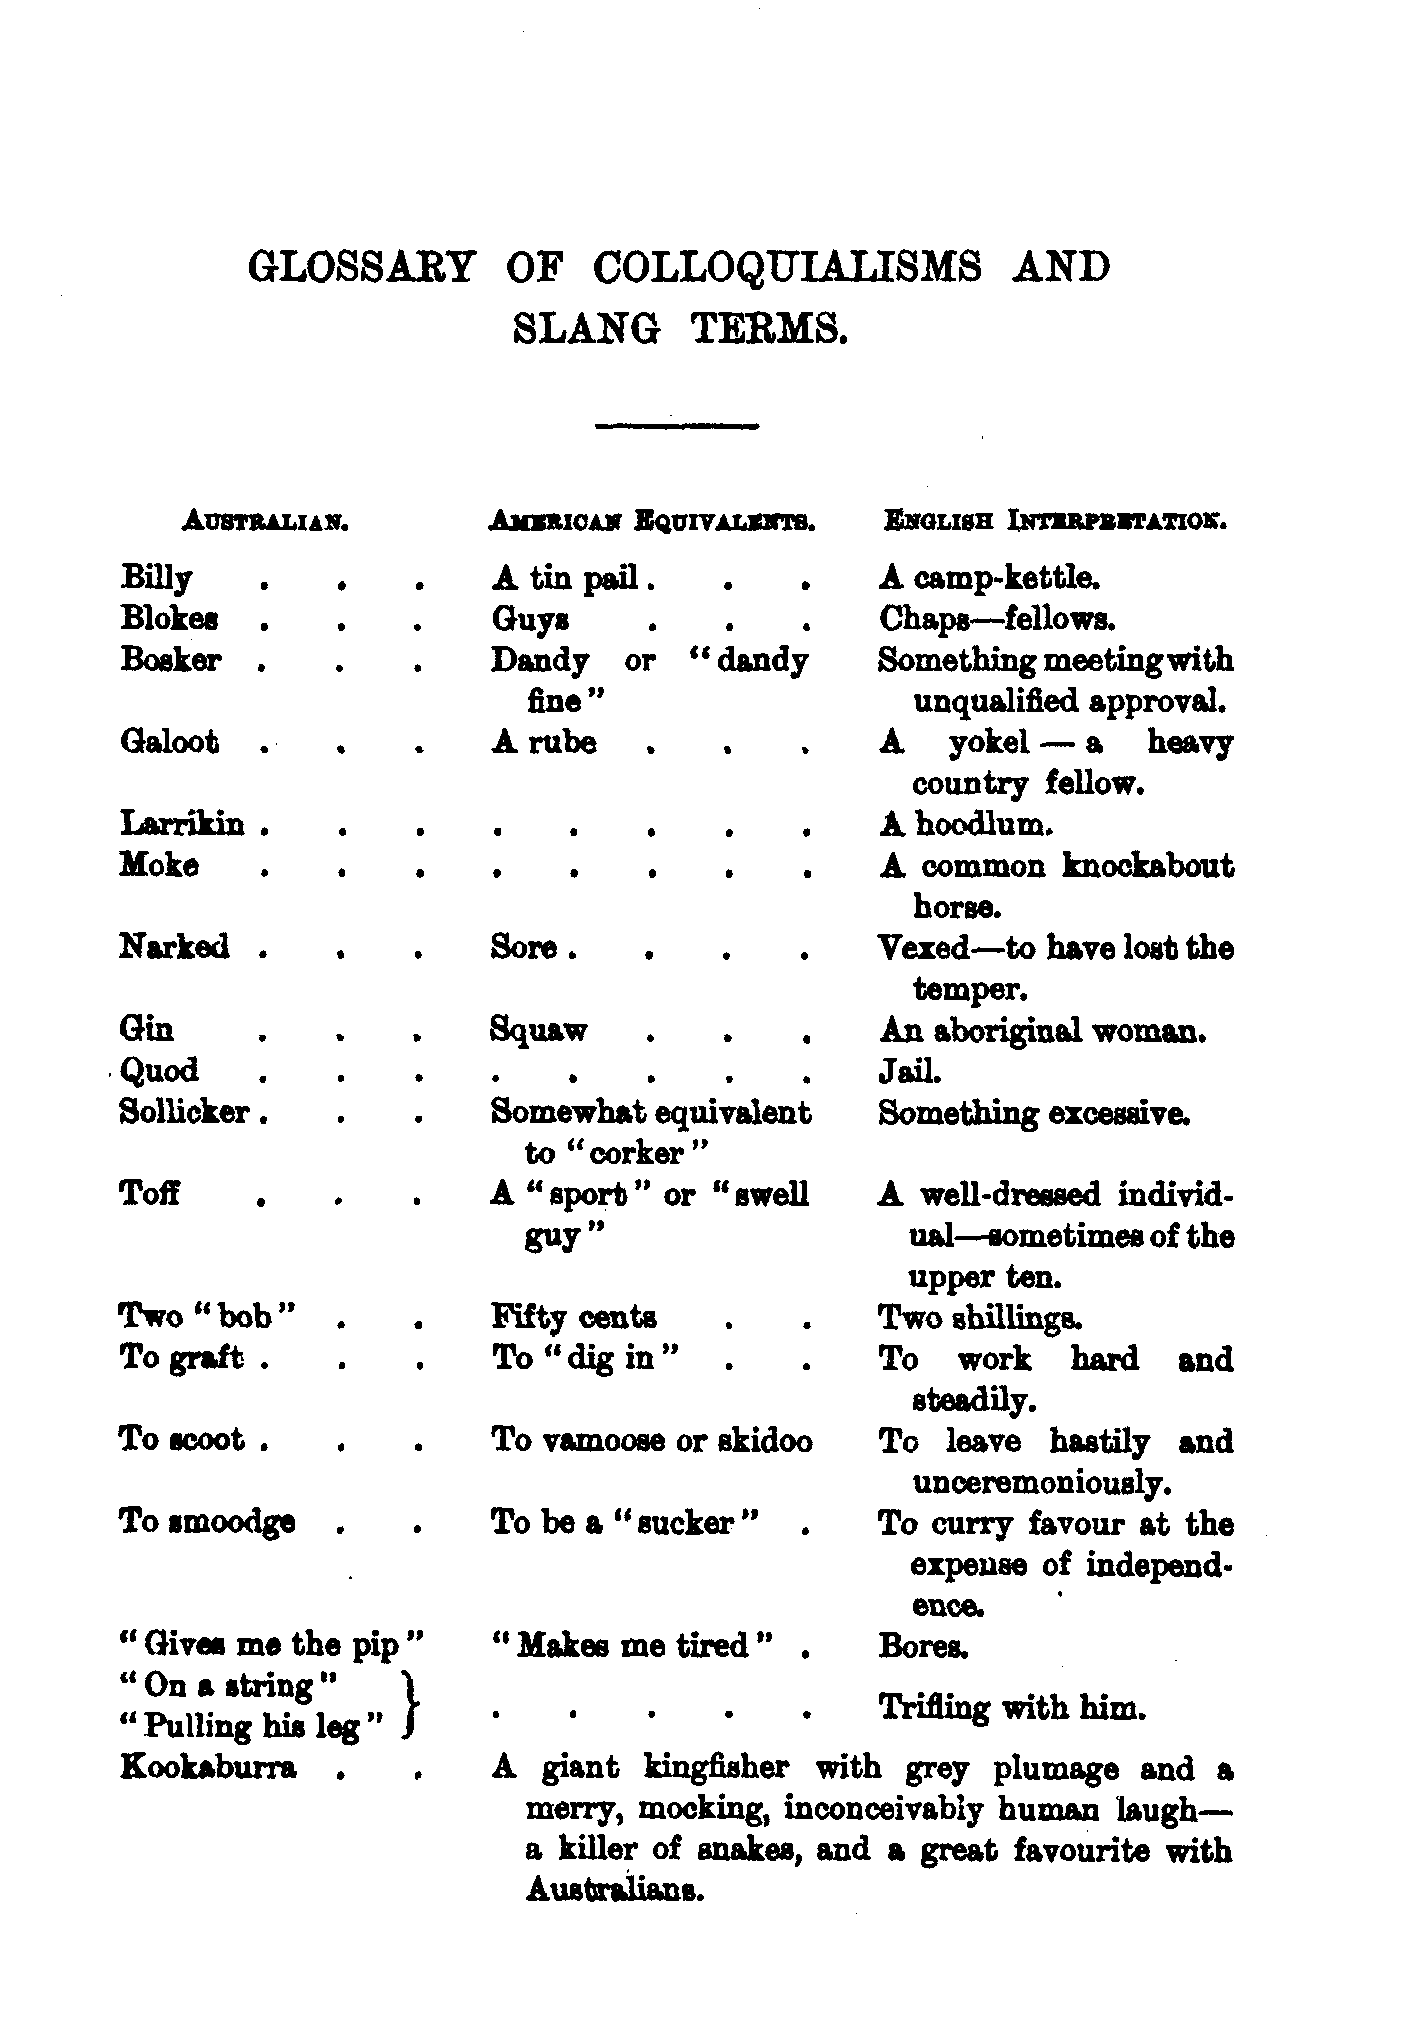 GLOSSARY OF COLLOQUIALISMS AND
SLANG TERMS.
AUSTRALIAN. AMERICAN EQUIVALENTS. ENGLISH INTERPRETATION.
Billy . . . A tin pail . . . A camp-kettle.
Blokes . . . Guys . . . Chaps—fellows.
Bosker . . . Dandy or "dandy Something meeting with
fine" unqualified approval.
Galoot . . . A rube . . . A yokel — a heavy
country fellow.
Larrikin . . . . . . . . A hoodlum.
Moke . . . . . . . . A common knockabout
horse.
Narked . . . Sore . . . . Vexed—to have lost the
temper.
Gin . . . Squaw . . . An aboriginal woman.
Quod . . . . . . . . Jail.
Sollicker . . . Somewhat equivalent Something excessive.
to "corker"
Toff . . . A "sport" or "swell A well-dressed individ-
guy" ual—sometimes of the
upper ten.
Two "bob" . . Fifty cents . . Two shillings.
To graft . . . To "dig in" . . To work hard and
steadily.
To scoot . . . To vamoose or skidoo To leave hastily and
unceremoniously.
To smoodge . . To be a "sucker" . To curry favour at the
expense of independ-
ence.
"Gives me the pip" "Makes me tired" . Bores.
"On a string" }
"Pulling his leg" } . . . . . Trifling with him.
Kookaburra . . A giant kingfisher with grey plumage and a
merry, mocking, inconceivably human laugh—
a killer of snakes, and a great favourite with
Australians.